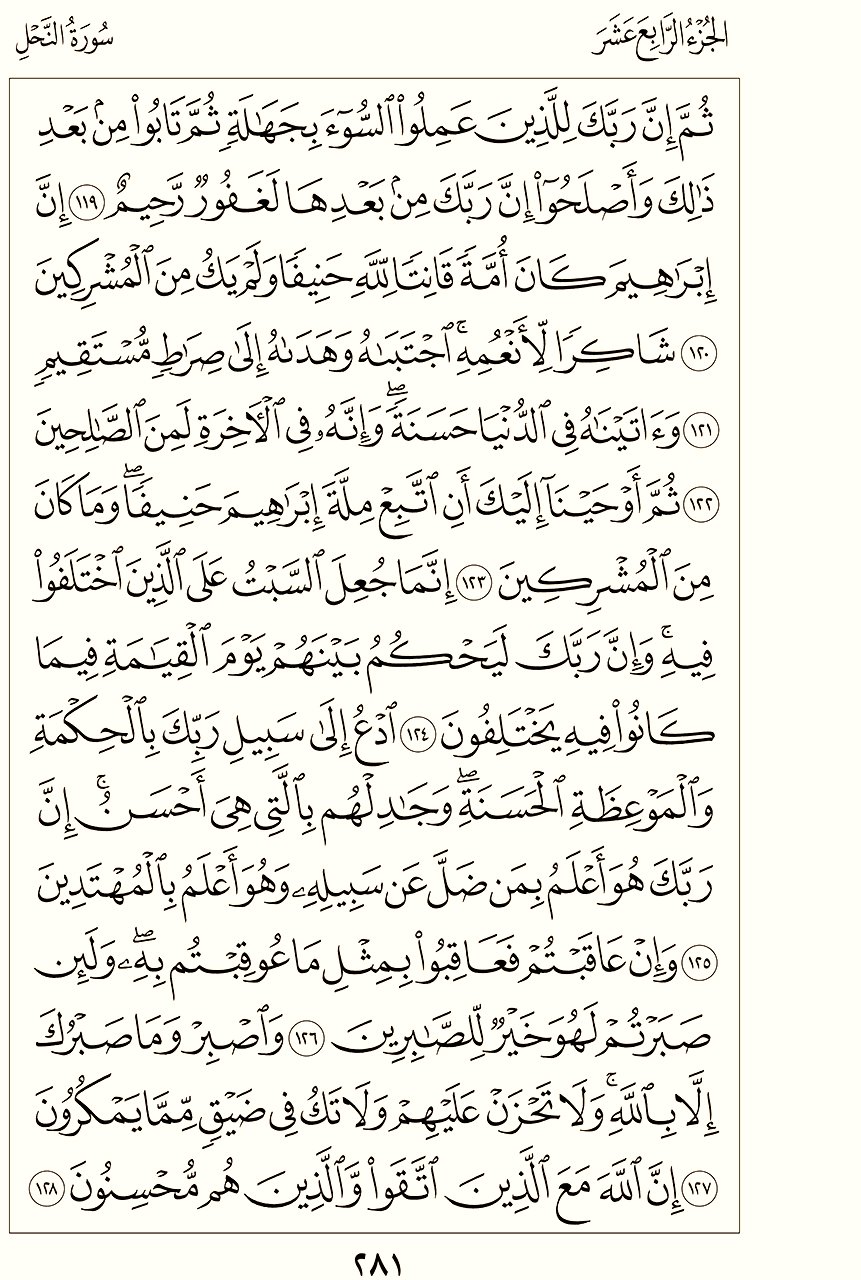 الجُزْءُ الرَّابِعَ عَشَرَ
سُورَةُ النَّحْلِ
ثُمَّ إِنَّ رَبَّكَ لِلَّذِينَ عَمِلُوا۟ ٱلسُّوٓءَ بِجَهَٰلَةٍ ثُمَّ تَابُوا۟ مِنۢ بَعْدِ
ذَٰلِكَ وَأَصْلَحُوٓا۟ إِنَّ رَبَّكَ مِنۢ بَعْدِهَا لَغَفُورٌ رَّحِيمٌ ١١٩ إِنَّ
إِبْرَٰهِيمَ كَانَ أُمَّةً قَانِتًا لِّلَّهِ حَنِيفًا وَلَمْ يَكُ مِنَ ٱلْمُشْرِكِينَ
١٢٠ شَاكِرًا لِّأَنْعُمِهِ ۚ ٱجْتَبَىٰهُ وَهَدَىٰهُ إِلَىٰ صِرَٰطٍ مُّسْتَقِيمٍ
١٢١ وَءَاتَيْنَٰهُ فِى ٱلدُّنْيَا حَسَنَةً ۖ وَإِنَّهُۥ فِى ٱلْءَاخِرَةِ لَمِنَ ٱلصَّٰلِحِينَ
١٢٢ ثُمَّ أَوْحَيْنَآ إِلَيْكَ أَنِ ٱتَّبِعْ مِلَّةَ إِبْرَٰهِيمَ حَنِيفًا ۖ وَمَا كَانَ
مِنَ ٱلْمُشْرِكِينَ ١٢٣ إِنَّمَا جُعِلَ ٱلسَّبْتُ عَلَى ٱلَّذِينَ ٱخْتَلَفُوا۟
فِيهِ ۚ وَإِنَّ رَبَّكَ لَيَحْكُمُ بَيْنَهُمْ يَوْمَ ٱلْقِيَٰمَةِ فِيمَا
كَانُوا۟ فِيهِ يَخْتَلِفُونَ ١٢٤ ٱدْعُ إِلَىٰ سَبِيلِ رَبِّكَ بِٱلْحِكْمَةِ
وَٱلْمَوْعِظَةِ ٱلْحَسَنَةِ ۖ وَجَٰدِلْهُم بِٱلَّتِى هِىَ أَحْسَنُ ۚ إِنَّ
رَبَّكَ هُوَ أَعْلَمُ بِمَن ضَلَّ عَن سَبِيلِهِۦ وَهُوَ أَعْلَمُ بِٱلْمُهْتَدِينَ
١٢٥ وَإِنْ عَاقَبْتُمْ فَعَاقِبُوا۟ بِمِثْلِ مَا عُوقِبْتُم بِهِۦ ۖ وَلَئِن
صَبَرْتُمْ لَهُوَ خَيْرٌ لِّلصَّٰبِرِينَ ١٢٦ وَٱصْبِرْ وَمَا صَبْرُكَ
إِلَّا بِٱللَّهِ ۚ وَلَا تَحْزَنْ عَلَيْهِمْ وَلَا تَكُ فِى ضَيْقٍ مِّمَّا يَمْكُرُونَ
١٢٧ إِنَّ ٱللَّهَ مَعَ ٱلَّذِينَ ٱتَّقَوا۟ وَّٱلَّذِينَ هُم مُّحْسِنُونَ ١٢٨
٢٨١